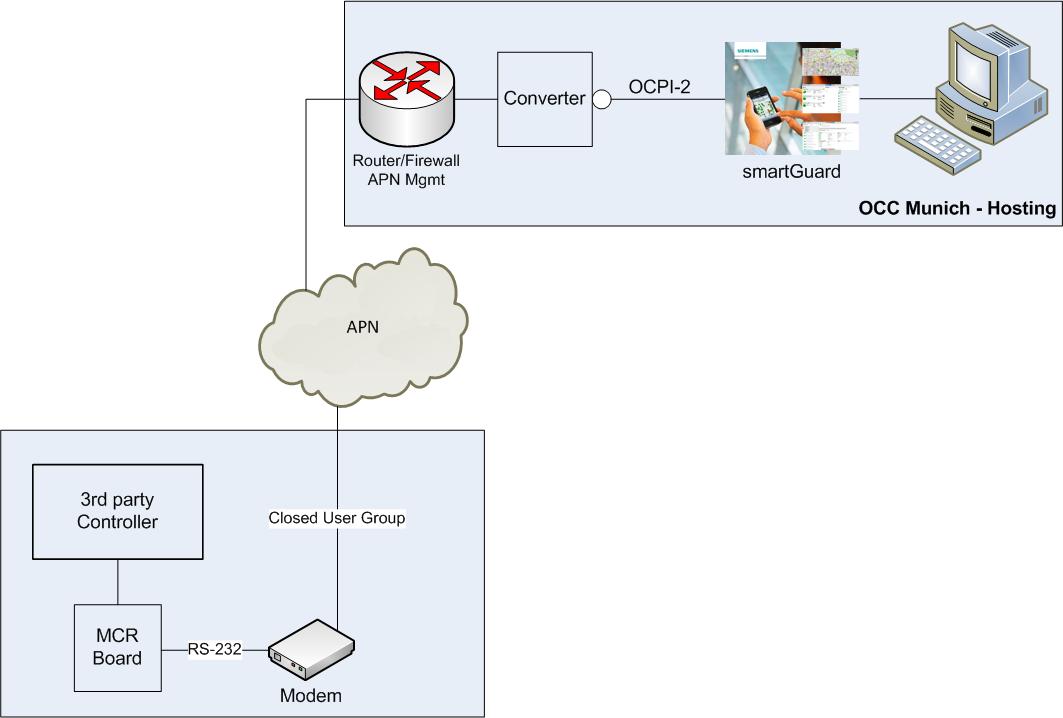 SIEMENS
Converter
OCPI-2
Router/Firewall
APN Mgmt
smartGuard
OCC Munich - Hosting
APN
3rd party
Controller
Closed User Group
MCR
Board
RS-232
Modem